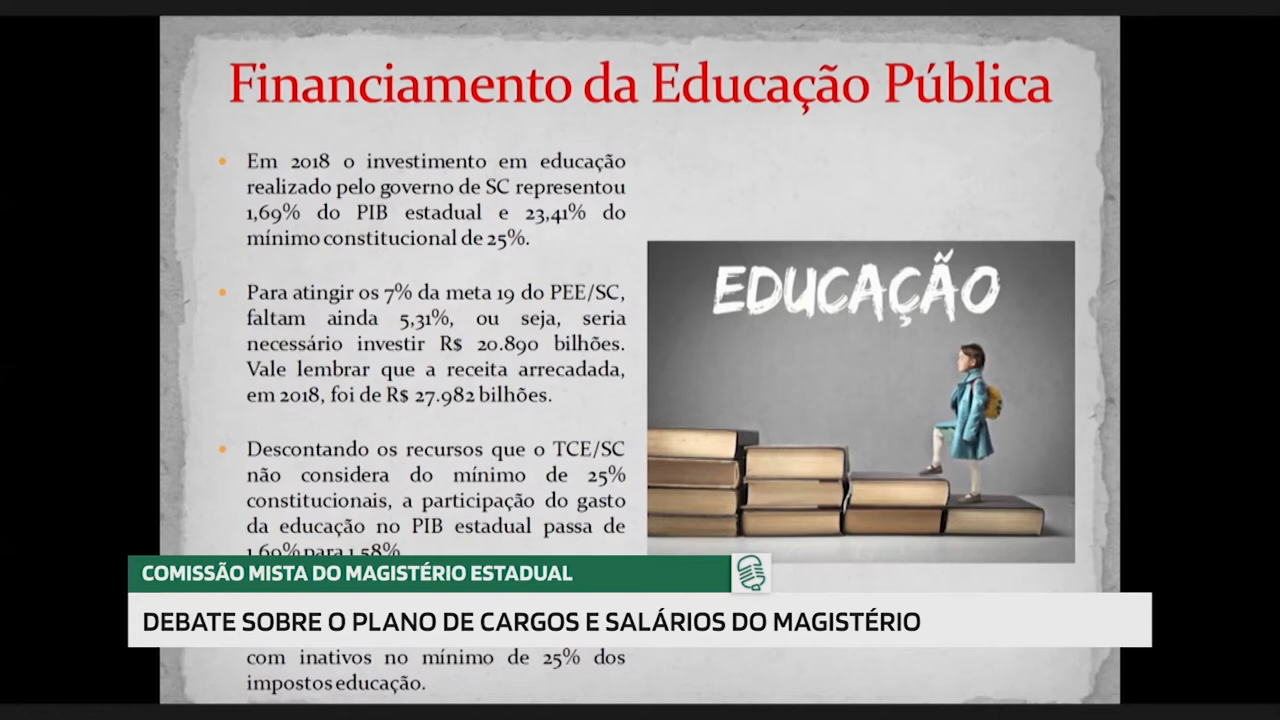 Financiamento da Educação Pública
• Em 2018 o investimento em educação
realizado pelo governo de SC representou
1,69% do PIB estadual e 23,41% do
mínimo constitucional de 25%.
• Para atingir os 7% da meta 19 do PEE/SC,
faltam ainda 5,31%, ou seja, seria
necessário investir R$ 20.890 bilhões.
Vale lembrar que a receita arrecadada,
em 2018, foi de R$ 27.982 bilhões.
• Descontando os recursos que o TCE/SC
não considera do mínimo de 25%
constitucionais, a participação do gasto
da educação no PIB estadual passa de
1,69% para 1,58%
com inativos no mínimo de 25% dos
impostos educação.
EDUCAÇÃO
COMISSÃO MISTA DO MAGISTÉRIO ESTADUAL
DEBATE SOBRE O PLANO DE CARGOS E SALÁRIOS DO MAGISTÉRIO